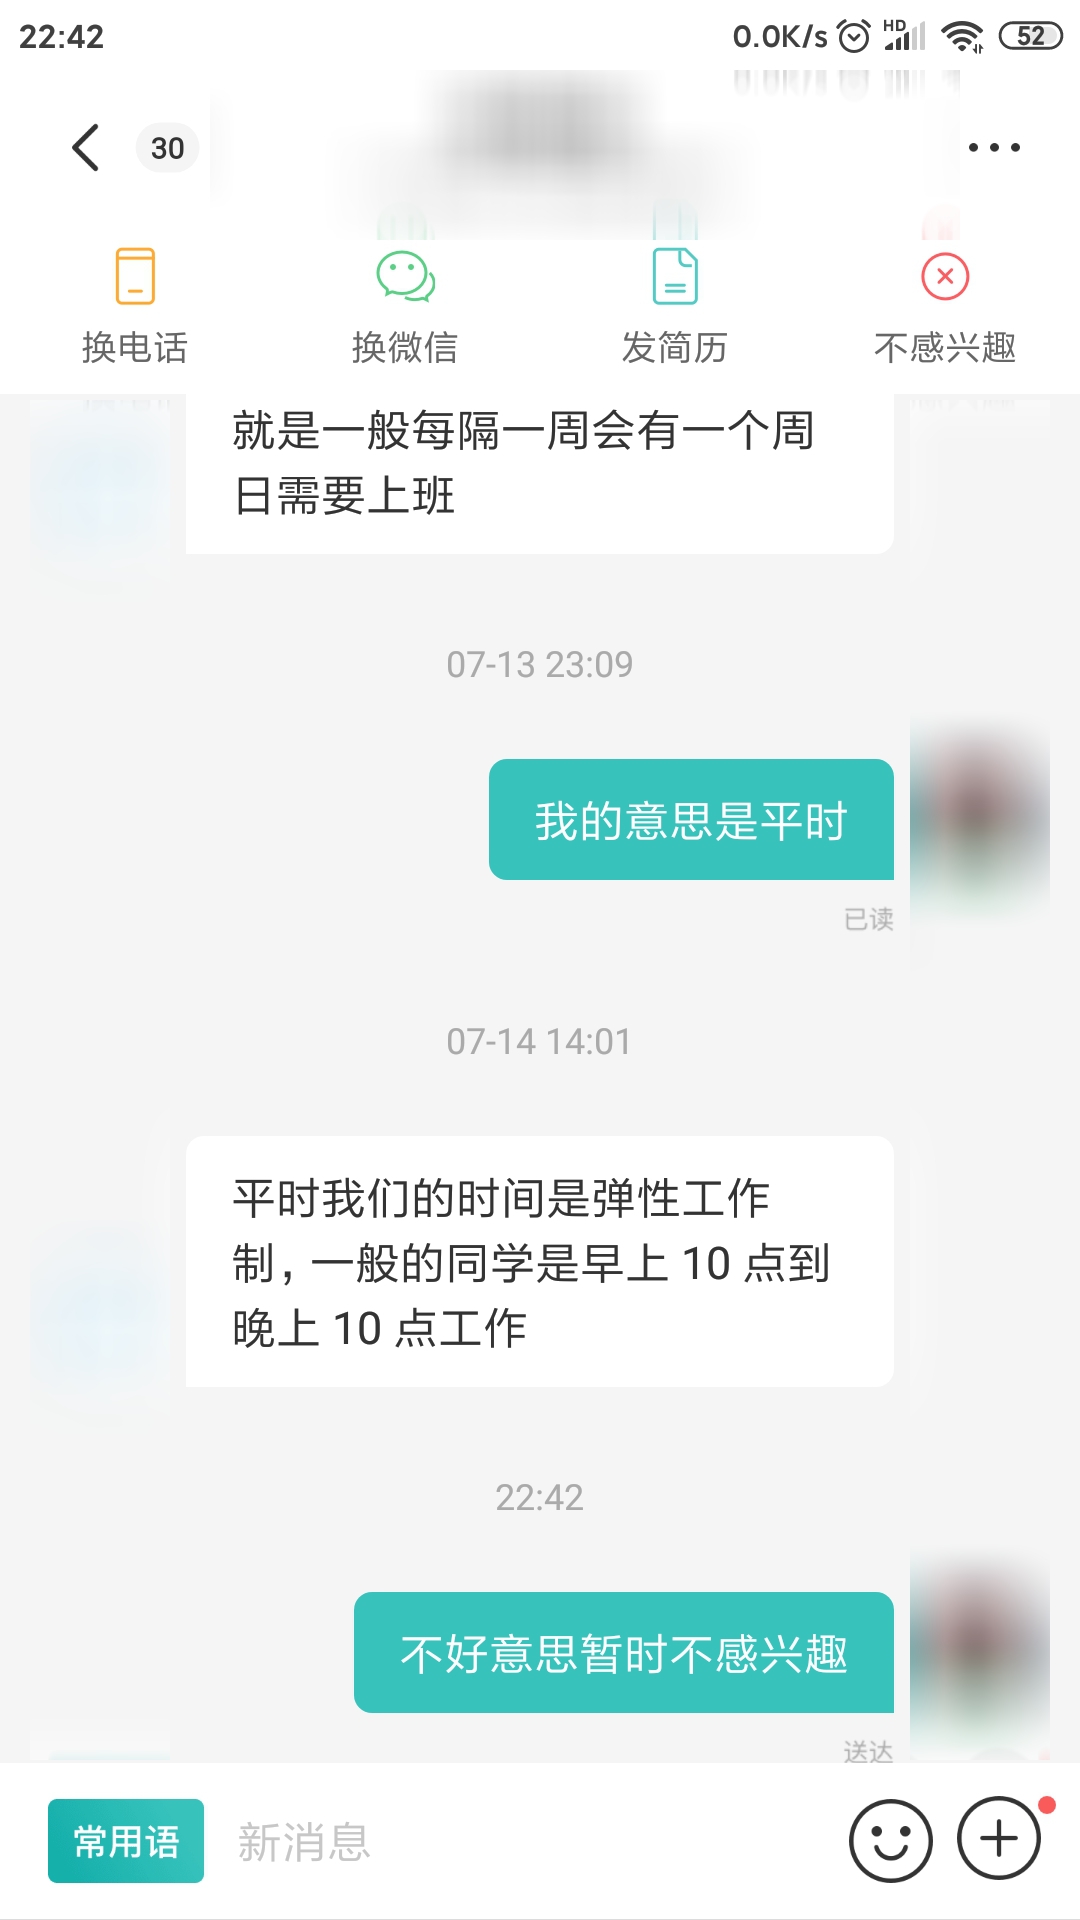 22:42
0.0K/s
HD
52
30
换电话
换微信
发简历
不感兴趣
就是一般每隔一周会有一个周
日需要上班
07-13 23:09
我的意思是平时
已读
07-14 14:01
平时我们的时间是弹性工作
制，一般的同学是早上 10 点到
晚上 10 点工作
22:42
不好意思暂时不感兴趣
送达
常用语
新消息